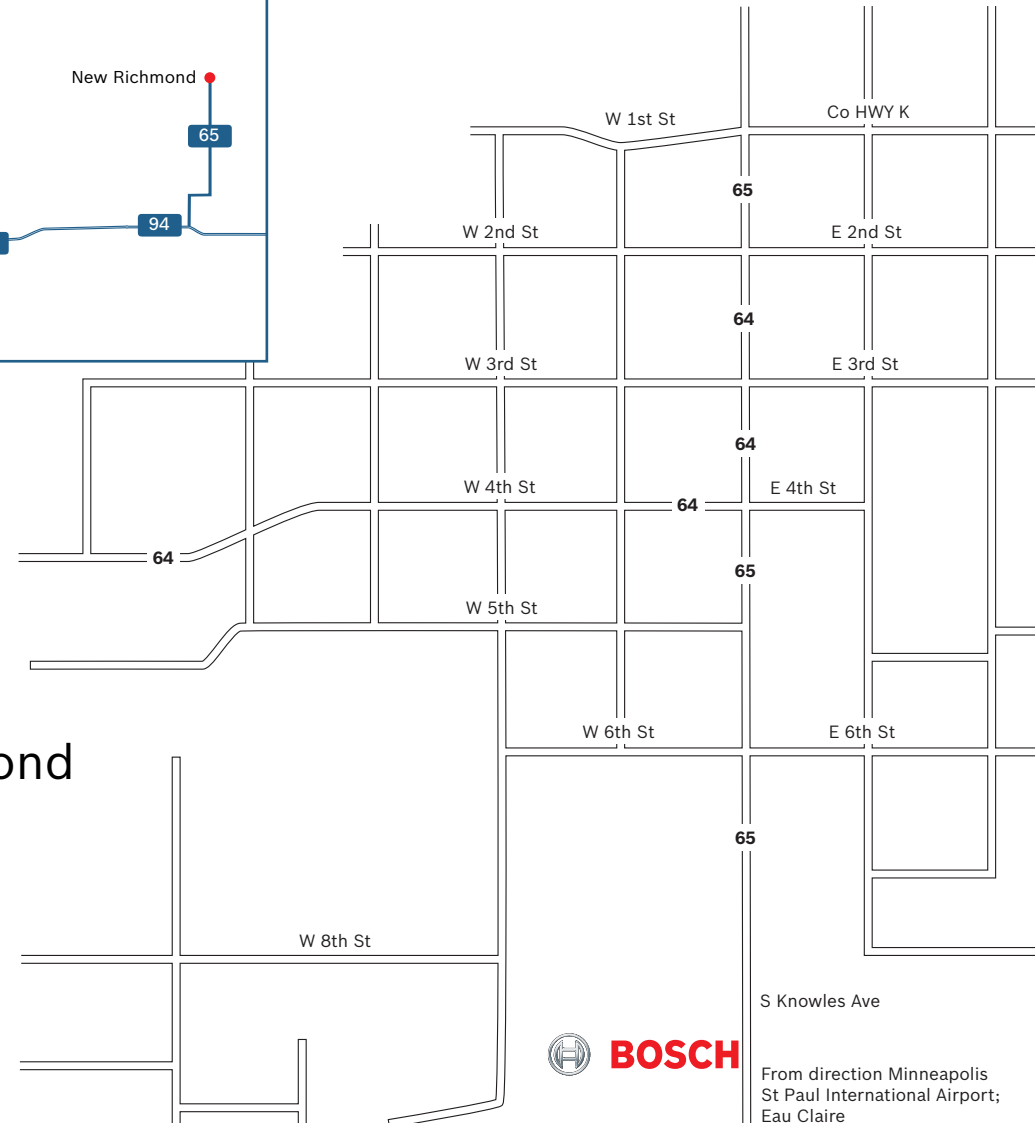 New Richmond
65
94
W 1st St
Co HWY K
65
W 2nd St
E 2nd St
64
W 3rd St
E 3rd St
64
W 4th St
64
E 4th St
64
65
W 5th St
W 6th St
E 6th St
ond
65
W 8th St
S Knowles Ave
BOSCH
From direction Minneapolis
St Paul International Airport;
Eau Claire